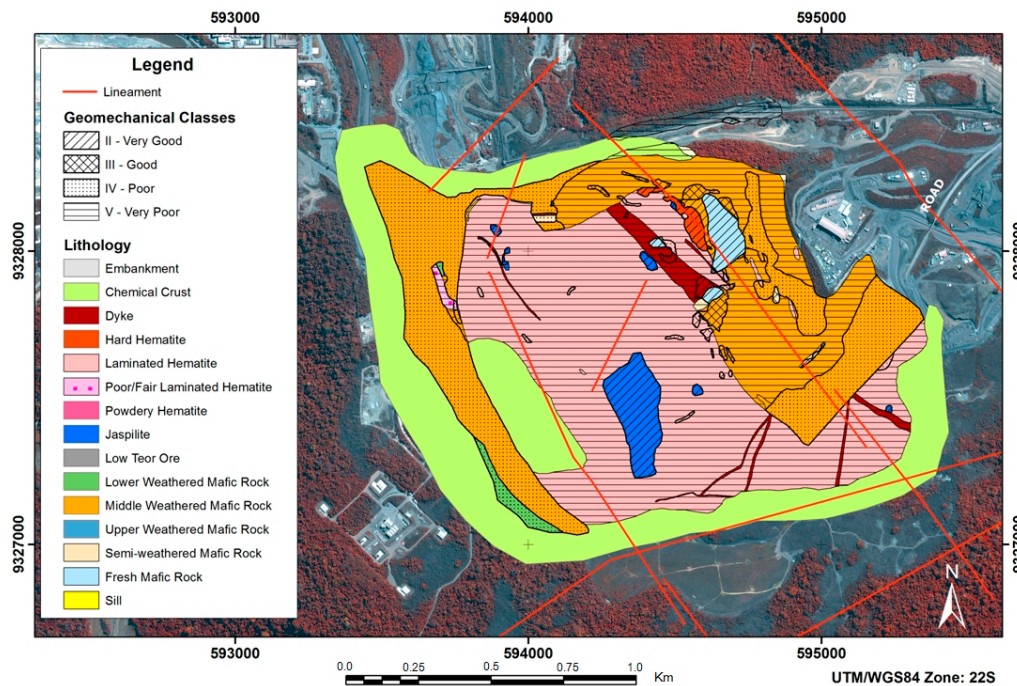 593000
594000
595000
Legend
Lineament
Geomechanical Classes
II - Very Good
III - Good
IV - Poor
V - Very Poor
Lithology
Embankment
Chemical Crust
Dyke
Hard Hematite
Laminated Hematite
Poor/Fair Laminated Hematite
Powdery Hematite
Jaspilite
Low Teor Ore
Lower Weathered Mafic Rock
Middle Weathered Mafic Rock
Upper Weathered Mafic Rock
Semi-weathered Mafic Rock
Fresh Mafic Rock
Sill
9328000
9327000
ROAD
9328000
9327000
N
593000
594000
595000
0.0
0.25
0.5
0.75
1.0
Km
UTM/WGS84 Zone: 22S